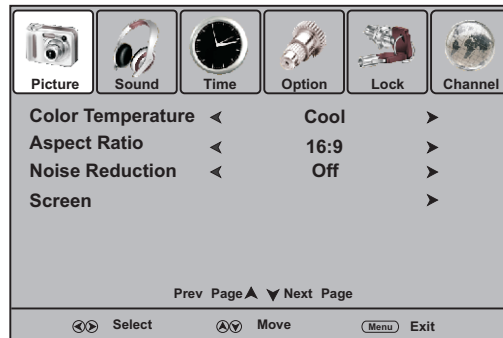 Picture Sound Time Option Lock Channel
Color Temperature Cool
Aspect Ratio 16:9
Noise Reduction Off
Screen
Prev Page Next Page
Select Move Menu Exit